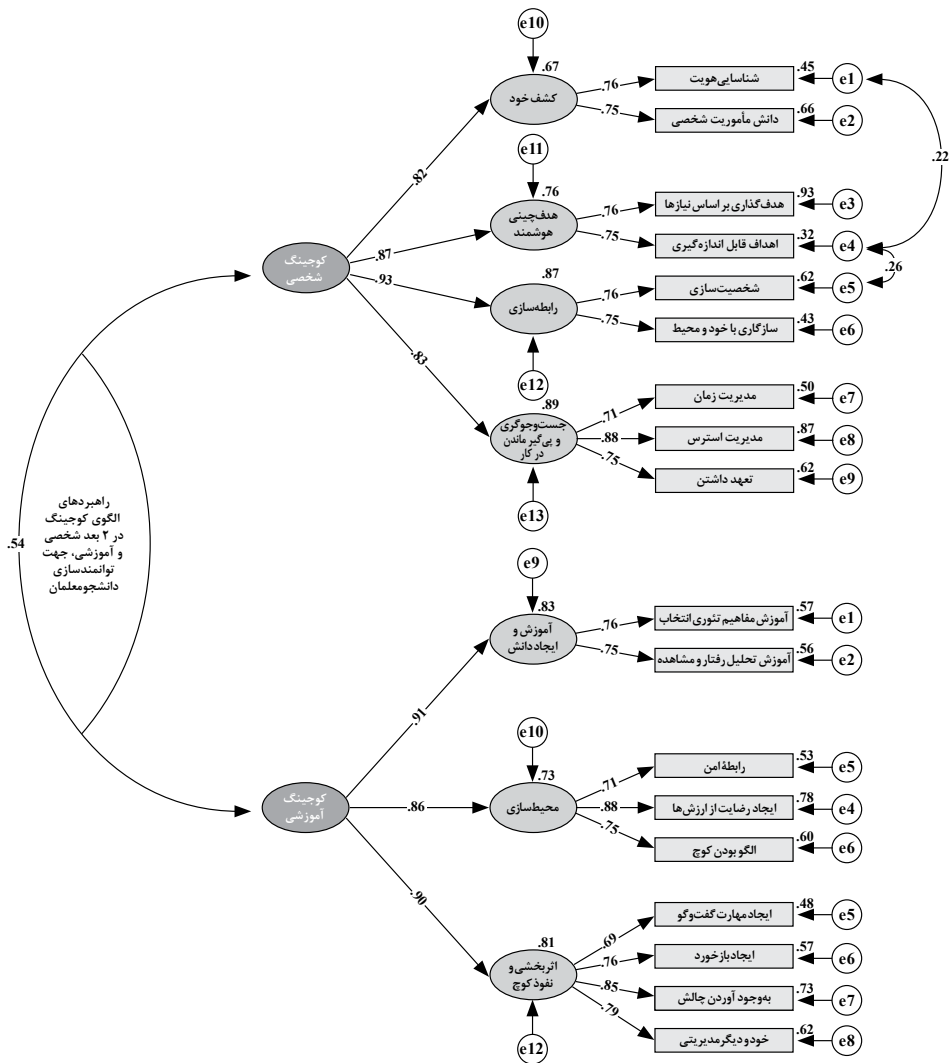 e10
.67
کشف خود
.76
شناسایی هویت
.45
e1
.75
دانش مأموریت شخصی
.66
e2
.22
.82
e11
.76
هدف‌چینی
هوشمند
.76
هدف‌گذاری بر اساس نیازها
.93
e3
.75
اهداف قابل اندازه‌گیری
.32
e4
.26
.87
کوچینگ
شخصی
.93
.87
رابطه‌سازی
.76
شخصیت‌سازی
.62
e5
.75
سازگاری با خود و محیط
.43
e6
e12
.83
.89
جست‌وجوگری
و پی‌گیر ماندن
در کار
.71
مدیریت زمان
.50
e7
.88
مدیریت استرس
.87
e8
.75
تعهد داشتن
.62
e9
e13
.54
راهبردهای
الگوی کوچینگ
در ۲ بعد شخصی
و آموزشی، جهت
توانمندسازی
دانشجومعلمان
e9
.83
آموزش و
ایجاد دانش
.76
آموزش مفاهیم تئوری انتخاب
.57
e1
.75
آموزش تحلیل رفتار و مشاهده
.56
e2
.91
e10
.73
کوچینگ
آموزشی
.86
محیط‌سازی
.71
رابطهٔ امن
.53
e5
.88
ایجاد رضایت از ارزش‌ها
.78
e4
.75
الگو بودن کوچ
.60
e6
.90
.81
اثربخشی و
نفوذ کوچ
.69
ایجاد مهارت گفت‌وگو
.48
e5
.76
ایجاد بازخورد
.57
e6
.85
به‌وجود آوردن چالش
.73
e7
.79
خود و دیگر مدیریتی
.62
e8
e12